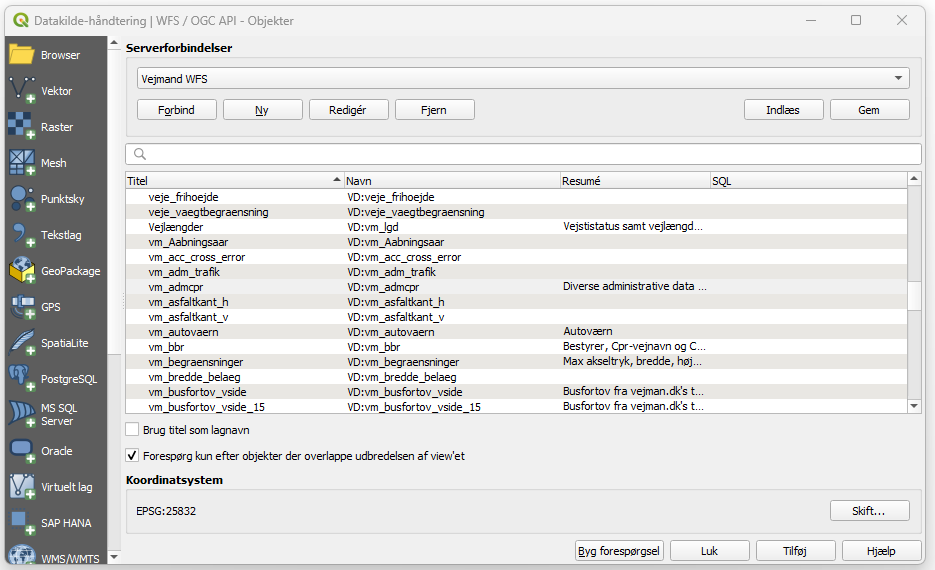 Datakilde-håndtering | WFS / OGC API - Objekter
Browser
Vektor
Raster
Mesh
Punktsky
Tekstlag
GeoPackage
GPS
SpatiaLite
PostgreSQL
MS SQL
Server
Oracle
Virtuelt lag
SAP HANA
WMS/WMTS
Serverforbindelser
Vejmand WFS
Forbind Ny Redigér Fjern Indlæs Gem
Titel Navn Resumé SQL
veje_frihoejde VD:veje_frihoejde
veje_vaegtbegraensning VD:veje_vaegtbegraensning
Vejlængder VD:vm_lgd Vejstistatus samt vejlængd...
vm_Aabningsaar VD:vm_Aabningsaar
vm_acc_cross_error VD:vm_acc_cross_error
vm_adm_trafik VD:vm_adm_trafik
vm_admcpr VD:vm_admcpr Diverse administrative data ...
vm_asfaltkant_h VD:vm_asfaltkant_h
vm_asfaltkant_v VD:vm_asfaltkant_v
vm_autovaern VD:vm_autovaern Autoværn
vm_bbr VD:vm_bbr Bestyrer, Cpr-vejnavn og C...
vm_begraensninger VD:vm_begraensninger Max akseltryk, bredde, høj...
vm_bredde_belaeg VD:vm_bredde_belaeg
vm_busfortov_vside VD:vm_busfortov_vside Busfortov fra vejman.dk's t...
vm_busfortov_vside_15 VD:vm_busfortov_vside_15 Busfortov fra vejman.dk's t...
Brug titel som lagnavn
Forespørg kun efter objekter der overlappe udbredelsen af view'et
Koordinatsystem
EPSG:25832
Skift...
Byg forespørgsel Luk Tilføj Hjælp